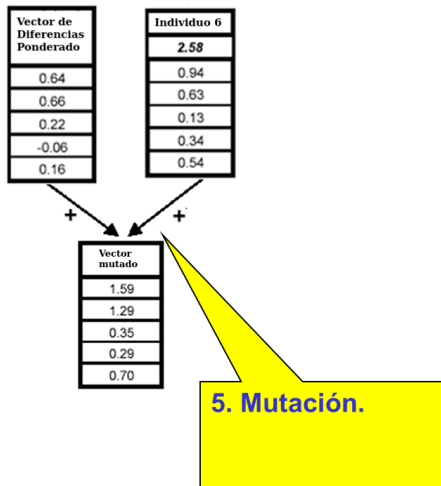 Vector de
Diferencias
Ponderado
0.64
0.66
0.22
-0.06
0.16
Individuo 6
2.58
0.94
0.63
0.13
0.34
0.54
+
+
Vector
mutado
1.59
1.29
0.35
0.29
0.70
5. Mutación.